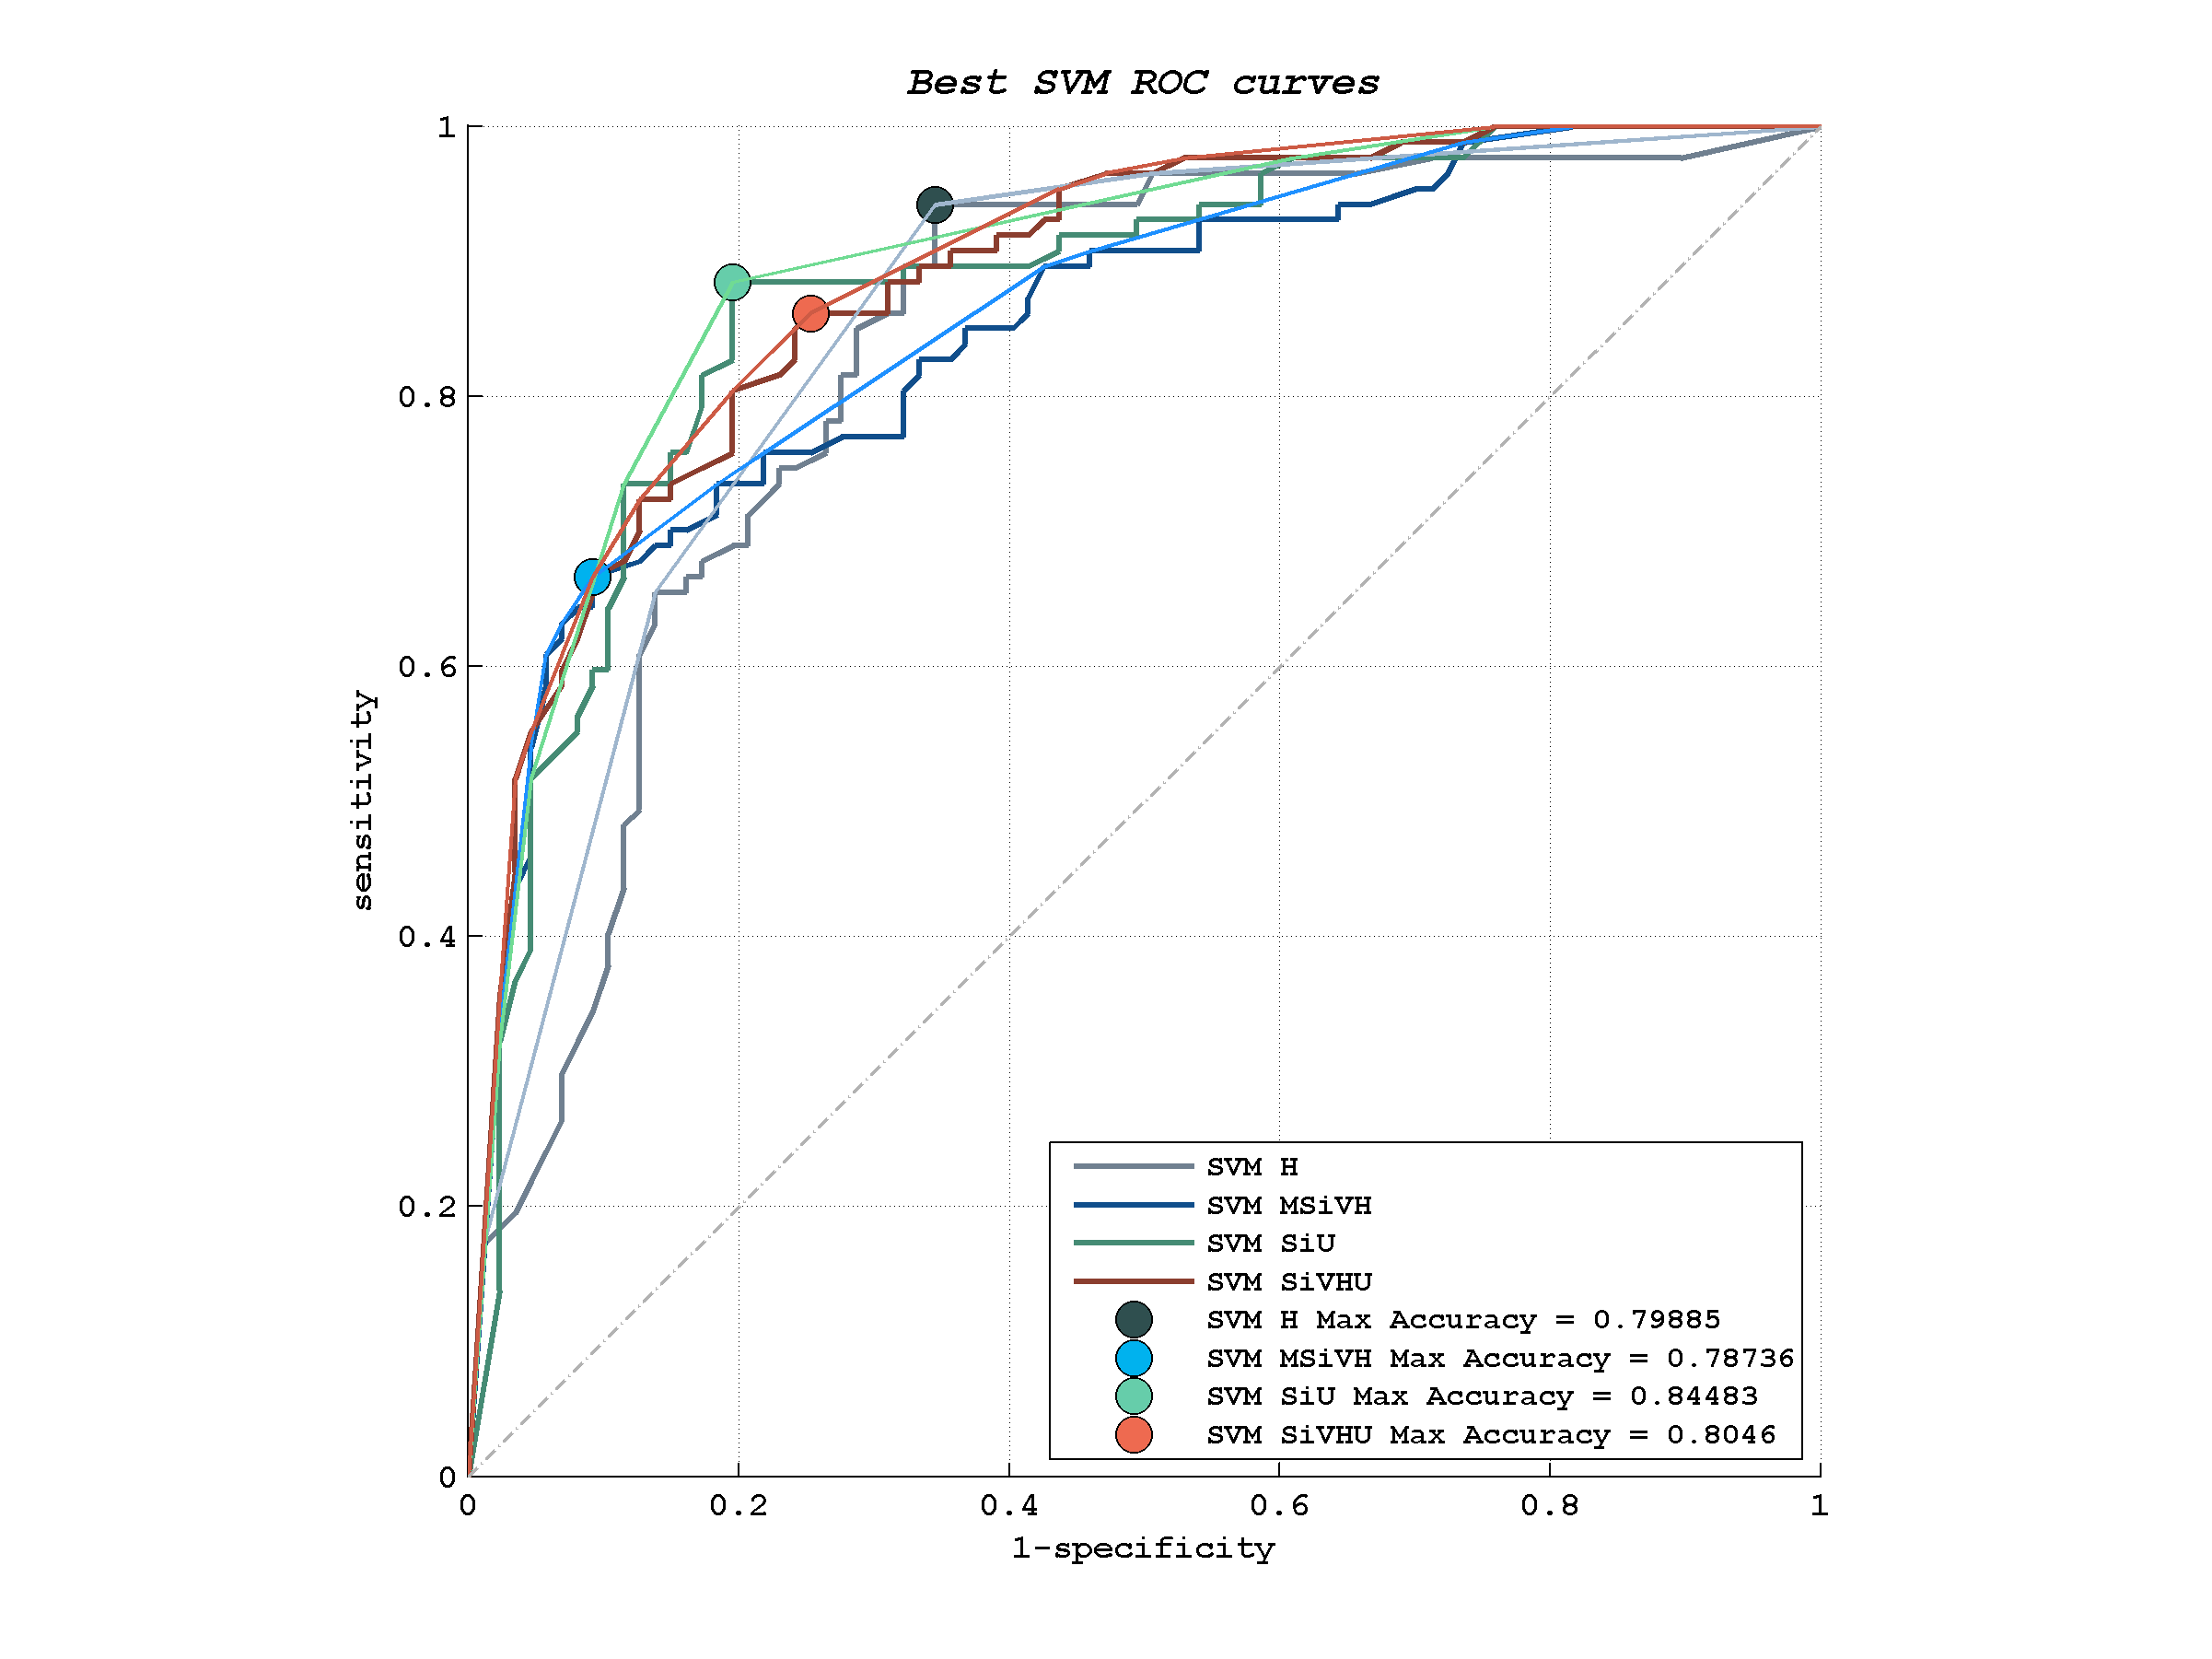 Best SVM ROC curves
1
0.8
0.6
0.4
0.2
0
sensitivity
SVM H
SVM MSiVH
SVM SiU
SVM SiVHU
SVM H Max Accuracy = 0.79885
SVM MSiVH Max Accuracy = 0.78736
SVM SiU Max Accuracy = 0.84483
SVM SiVHU Max Accuracy = 0.8046
0 0.2 0.4 0.6 0.8 1
1-specificity